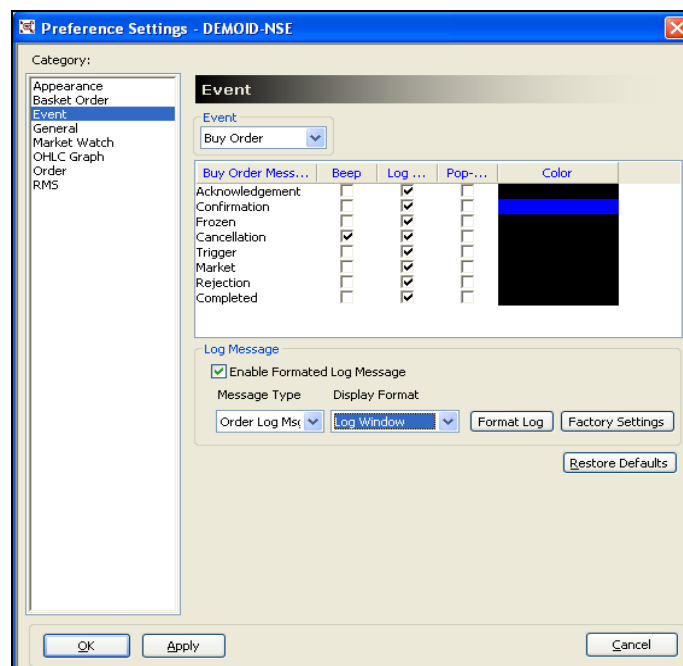 Preference Settings - DEMOID-NSE
Category:
Appearance
Basket Order
Event
General
Market Watch
OHLC Graph
Order
RMS
Event
Event
Buy Order
Buy Order Mess... Beep Log ... Pop-... Color
Acknowledgement
Confirmation
Frozen
Cancellation
Trigger
Market
Rejection
Completed
Log Message
Enable Formated Log Message
Message Type Display Format
Order Log Msg Log Window Format Log Factory Settings
Restore Defaults
OK Apply Cancel